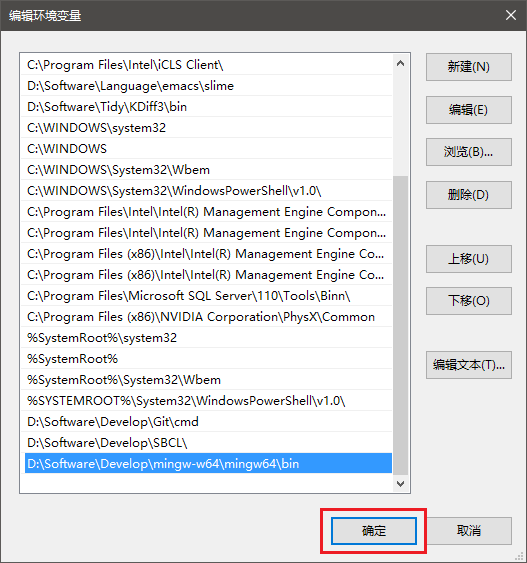 编辑环境变量
C:\Program Files\Intel\iCLS Client\
D:\Software\Language\emacs\slime
D:\Software\Tidy\KDiff3\bin
C:\WINDOWS\system32
C:\WINDOWS
C:\WINDOWS\System32\Wbem
C:\WINDOWS\System32\WindowsPowerShell\v1.0\
C:\Program Files\Intel\Intel(R) Management Engine Compon...
C:\Program Files\Intel\Intel(R) Management Engine Compon...
C:\Program Files (x86)\Intel\Intel(R) Management Engine Co...
C:\Program Files (x86)\Intel\Intel(R) Management Engine Co...
C:\Program Files\Microsoft SQL Server\110\Tools\Binn\
C:\Program Files (x86)\NVIDIA Corporation\PhysX\Common
%SystemRoot%\system32
%SystemRoot%
%SystemRoot%\System32\Wbem
%SYSTEMROOT%\System32\WindowsPowerShell\v1.0\
D:\Software\Develop\Git\cmd
D:\Software\Develop\SBCL\
D:\Software\Develop\mingw-w64\mingw64\bin
新建(N)
编辑(E)
浏览(B)...
删除(D)
上移(U)
下移(O)
编辑文本(T)...
确定
取消